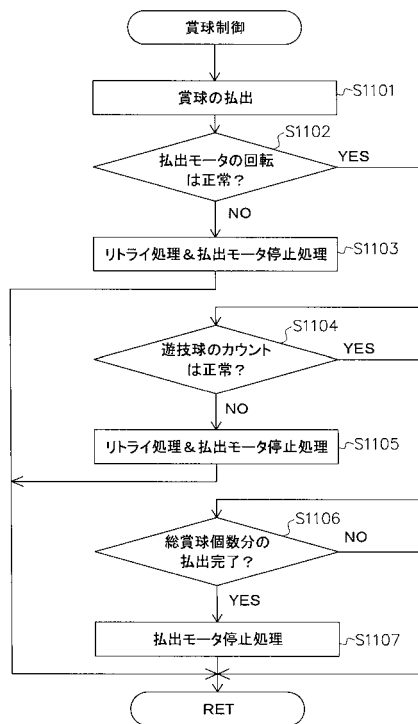 賞球制御
賞球の払出
S1101
S1102
払出モータの回転
は正常？
YES
NO
リトライ処理＆払出モータ停止処理
S1103
S1104
遊技球のカウント
は正常？
YES
NO
リトライ処理＆払出モータ停止処理
S1105
S1106
総賞球個数分の
払出完了？
NO
YES
払出モータ停止処理
S1107
RET